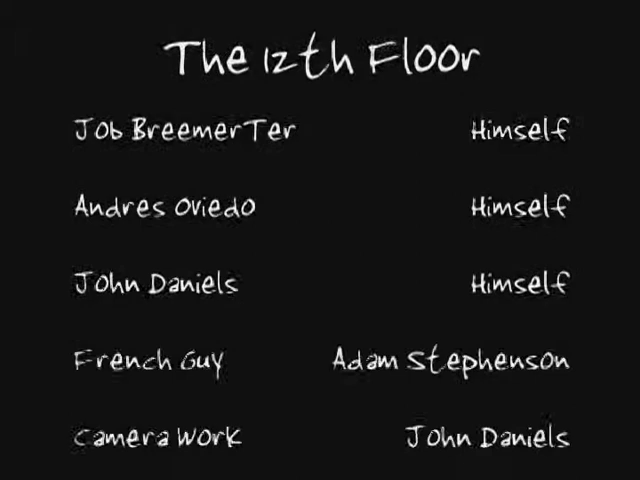 The 12th Floor
Job BreemerTer Himself
Andres Oviedo Himself
John Daniels Himself
French Guy Adam Stephenson
Camera Work John Daniels